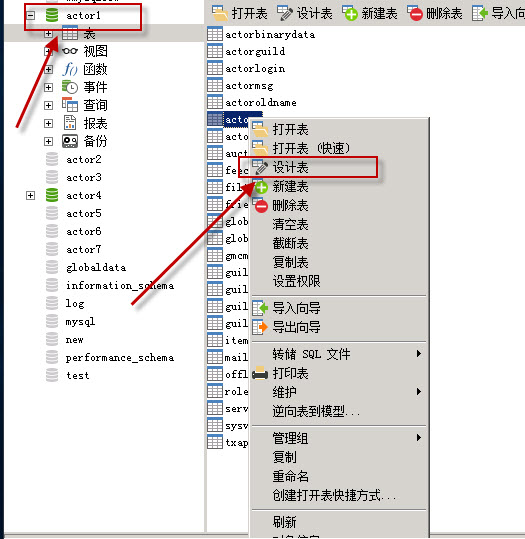 actor1
表
视图
函数
事件
查询
报表
备份
actor2
actor3
actor4
actor5
actor6
actor7
globaldata
information_schema
log
mysql
new
performance_schema
test
打开表 设计表 新建表 删除表 导入向
actorbinarydata
actorguild
actorlogin
actormsg
actoroldname
acto
acto
auct
feec
fil
frie
glob
glob
gmcm
guil
guil
guil
guil
item
mail
offl
role
serv
sysv
txap
打开表
打开表 (快速)
设计表
新建表
删除表
清空表
截断表
复制表
设置权限
导入向导
导出向导
转储 SQL 文件
打印表
维护
逆向表到模型...
管理组
复制
重命名
创建打开表快捷方式...
刷新